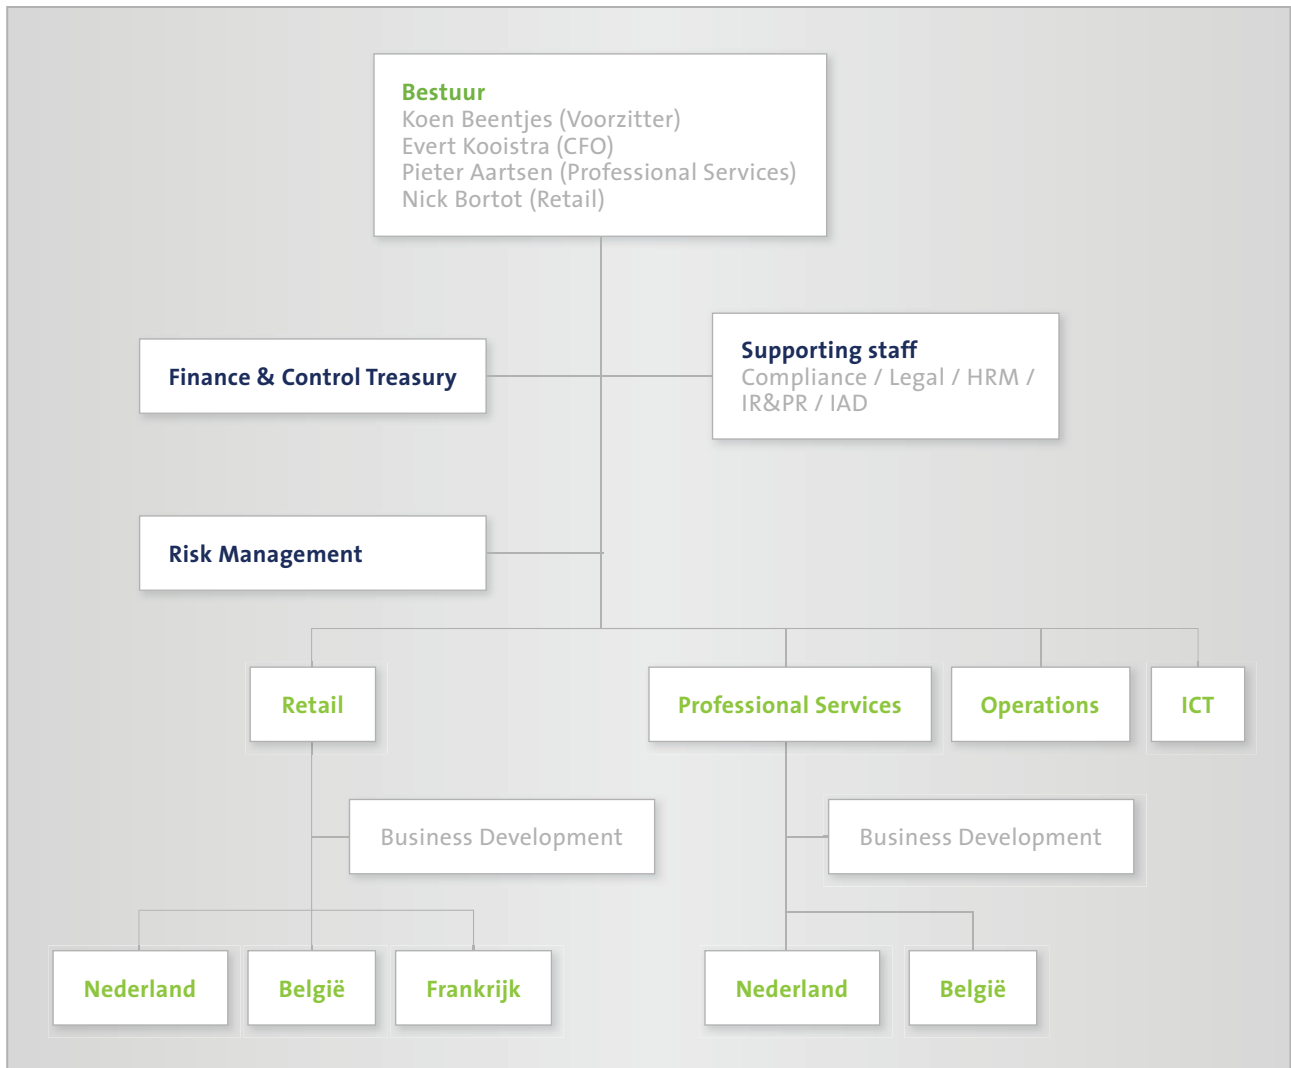 Bestuur
Koen Beentjes (Voorzitter)
Evert Kooistra (CFO)
Pieter Aartsen (Professional Services)
Nick Bortot (Retail)
Finance & Control Treasury
Supporting staff
Compliance / Legal / HRM /
IR&PR / IAD
Risk Management
Retail
Professional Services
Operations
ICT
Business Development
Business Development
Nederland
België
Frankrijk
Nederland
België